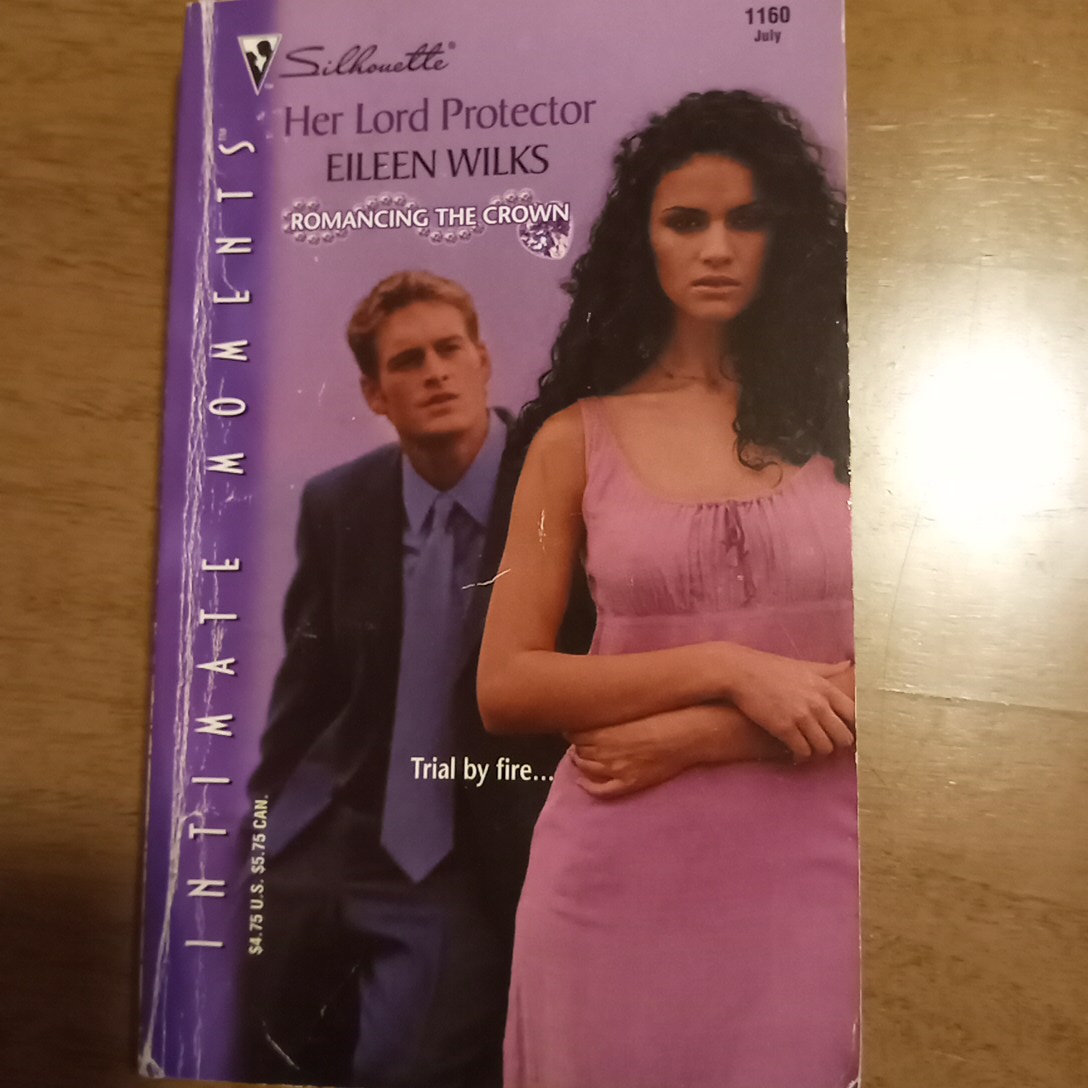 1160
July
Silhouette®
Her Lord Protector
EILEEN WILKS
ROMANCING THE CROWN
INTIMATE MOMENTS™
Trial by fire...
$4.75 U.S. $5.75 CAN.